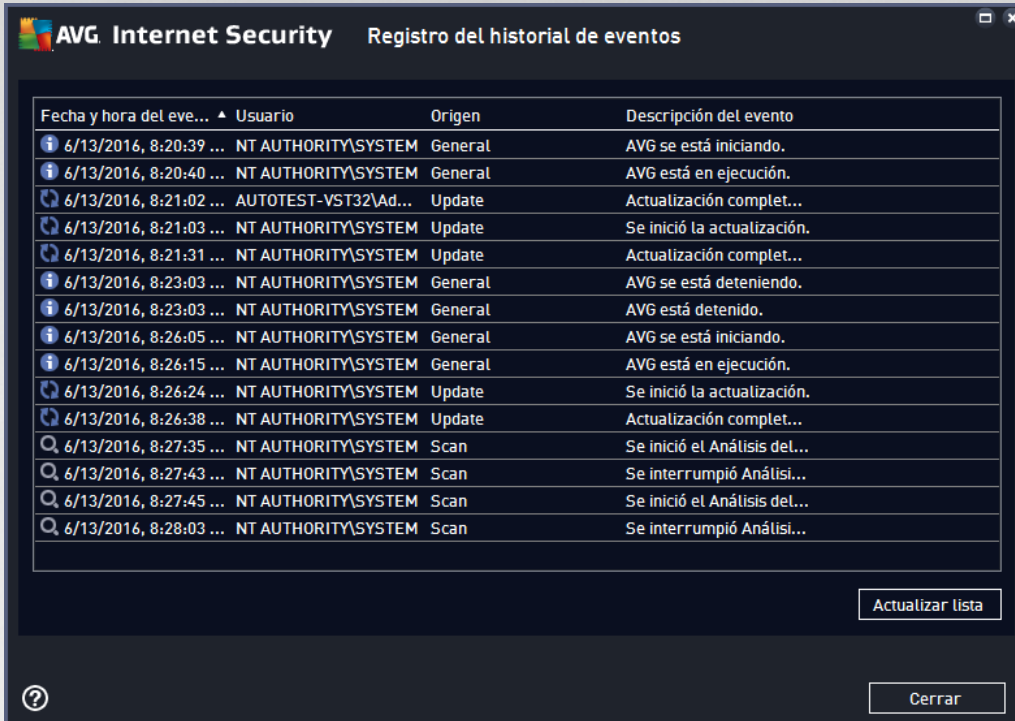 AVG. Internet Security Registro del historial de eventos
Fecha y hora del eve... Usuario Origen Descripción del evento
6/13/2016, 8:20:39 ... NT AUTHORITY\SYSTEM General AVG se está iniciando.
6/13/2016, 8:20:40 ... NT AUTHORITY\SYSTEM General AVG está en ejecución.
6/13/2016, 8:21:02 ... AUTOTEST-VST32\Ad... Update Actualización complet...
6/13/2016, 8:21:03 ... NT AUTHORITY\SYSTEM Update Se inició la actualización.
6/13/2016, 8:21:31 ... NT AUTHORITY\SYSTEM Update Actualización complet...
6/13/2016, 8:23:03 ... NT AUTHORITY\SYSTEM General AVG se está deteniendo.
6/13/2016, 8:23:03 ... NT AUTHORITY\SYSTEM General AVG está detenido.
6/13/2016, 8:26:05 ... NT AUTHORITY\SYSTEM General AVG se está iniciando.
6/13/2016, 8:26:15 ... NT AUTHORITY\SYSTEM General AVG está en ejecución.
6/13/2016, 8:26:24 ... NT AUTHORITY\SYSTEM Update Se inició la actualización.
6/13/2016, 8:26:38 ... NT AUTHORITY\SYSTEM Update Actualización complet...
6/13/2016, 8:27:35 ... NT AUTHORITY\SYSTEM Scan Se inició el Análisis del...
6/13/2016, 8:27:43 ... NT AUTHORITY\SYSTEM Scan Se interrumpió Análisi...
6/13/2016, 8:27:45 ... NT AUTHORITY\SYSTEM Scan Se inició el Análisis del...
6/13/2016, 8:28:03 ... NT AUTHORITY\SYSTEM Scan Se interrumpió Análisi...
Actualizar lista
Cerrar